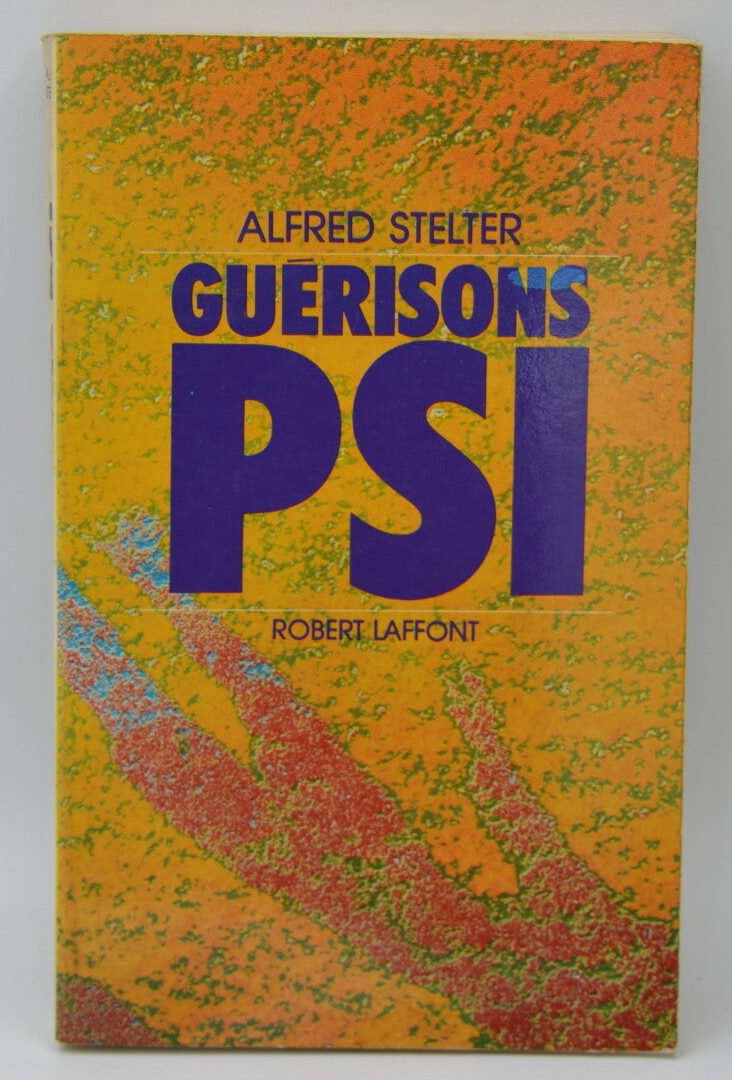 ALFRED STELTER
GUÉRISONS
PSI
ROBERT LAFFONT